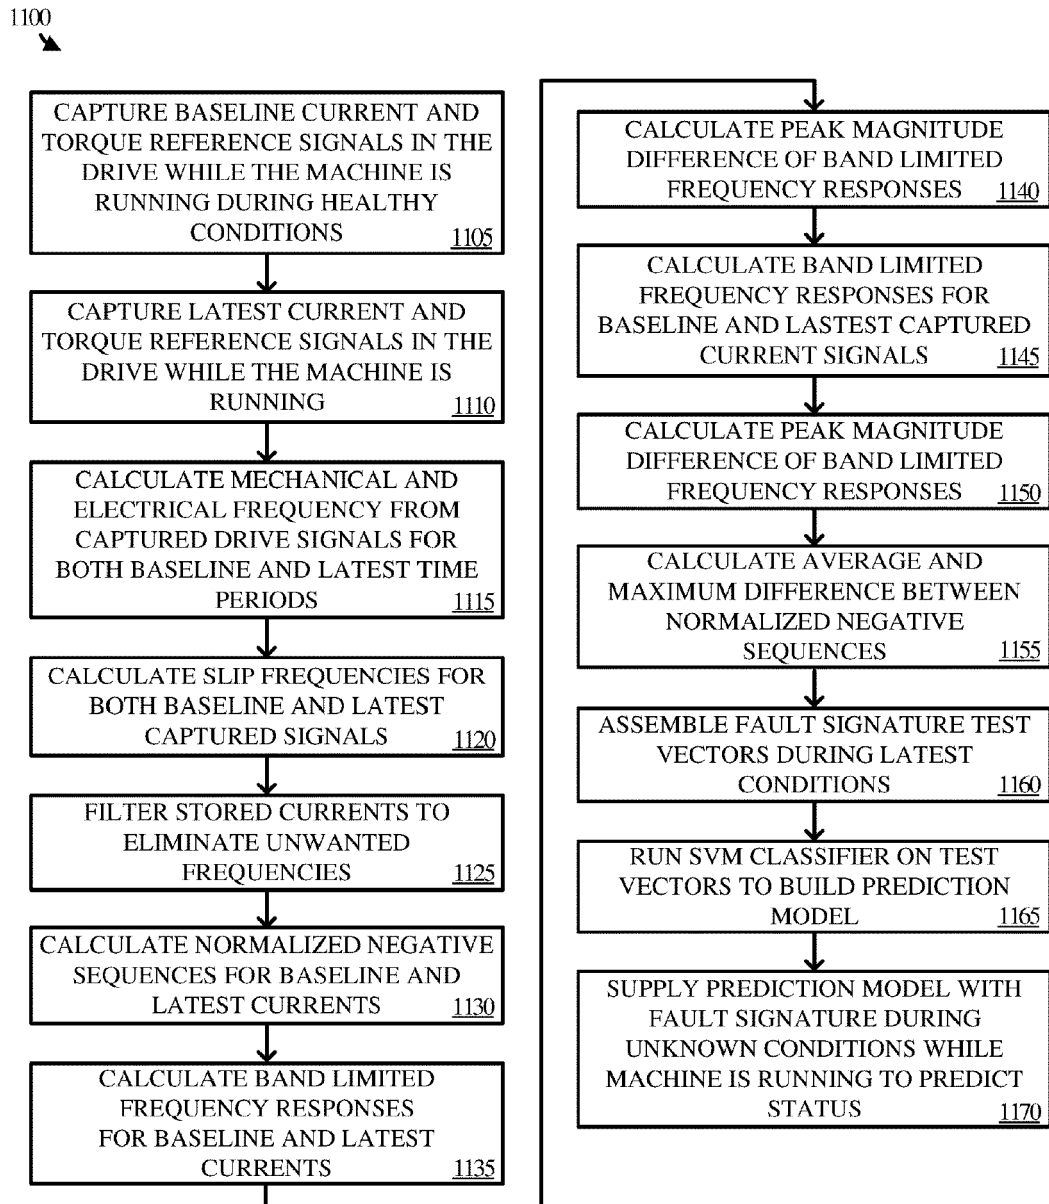 1100
CAPTURE BASELINE CURRENT AND
TORQUE REFERENCE SIGNALS IN THE
DRIVE WHILE THE MACHINE IS
RUNNING DURING HEALTHY
CONDITIONS 1105
CAPTURE LATEST CURRENT AND
TORQUE REFERENCE SIGNALS IN THE
DRIVE WHILE THE MACHINE IS
RUNNING 1110
CALCULATE MECHANICAL AND
ELECTRICAL FREQUENCY FROM
CAPTURED DRIVE SIGNALS FOR
BOTH BASELINE AND LATEST TIME
PERIODS 1115
CALCULATE SLIP FREQUENCIES FOR
BOTH BASELINE AND LATEST
CAPTURED SIGNALS 1120
FILTER STORED CURRENTS TO
ELIMINATE UNWANTED
FREQUENCIES 1125
CALCULATE NORMALIZED NEGATIVE
SEQUENCES FOR BASELINE AND
LATEST CURRENTS 1130
CALCULATE BAND LIMITED
FREQUENCY RESPONSES
FOR BASELINE AND LATEST
CURRENTS 1135
CALCULATE PEAK MAGNITUDE
DIFFERENCE OF BAND LIMITED
FREQUENCY RESPONSES 1140
CALCULATE BAND LIMITED
FREQUENCY RESPONSES FOR
BASELINE AND LASTEST CAPTURED
CURRENT SIGNALS 1145
CALCULATE PEAK MAGNITUDE
DIFFERENCE OF BAND LIMITED
FREQUENCY RESPONSES 1150
CALCULATE AVERAGE AND
MAXIMUM DIFFERENCE BETWEEN
NORMALIZED NEGATIVE
SEQUENCES 1155
ASSEMBLE FAULT SIGNATURE TEST
VECTORS DURING LATEST
CONDITIONS 1160
RUN SVM CLASSIFIER ON TEST
VECTORS TO BUILD PREDICTION
MODEL 1165
SUPPLY PREDICTION MODEL WITH
FAULT SIGNATURE DURING
UNKNOWN CONDITIONS WHILE
MACHINE IS RUNNING TO PREDICT
STATUS 1170